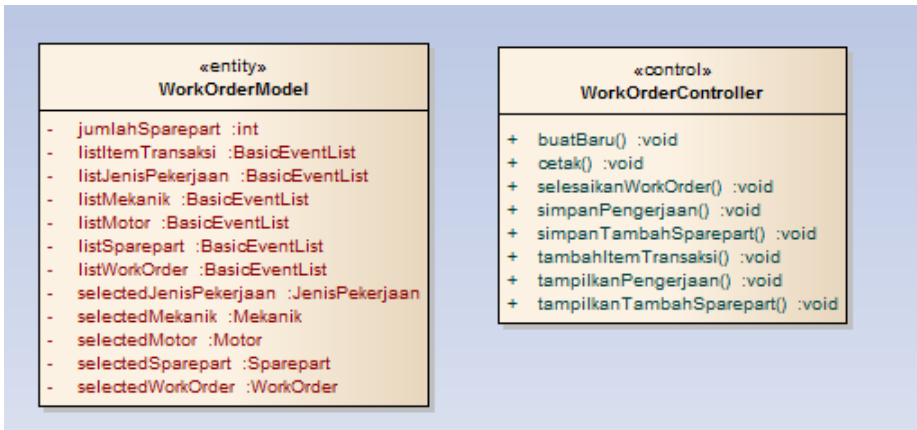 «entity»
WorkOrderModel
- jumlahSparepart :int
- listItemTransaksi :BasicEventList
- listJenisPekerjaan :BasicEventList
- listMekanik :BasicEventList
- listMotor :BasicEventList
- listSparepart :BasicEventList
- listWorkOrder :BasicEventList
- selectedJenisPekerjaan :JenisPekerjaan
- selectedMekanik :Mekanik
- selectedMotor :Motor
- selectedSparepart :Sparepart
- selectedWorkOrder :WorkOrder
«control»
WorkOrderController
+ buatBaru() :void
+ cetak() :void
+ selesaikanWorkOrder() :void
+ simpanPengerjaan() :void
+ simpanTambahSparepart() :void
+ tambahItemTransaksi() :void
+ tampilkanPengerjaan() :void
+ tampilkanTambahSparepart() :void